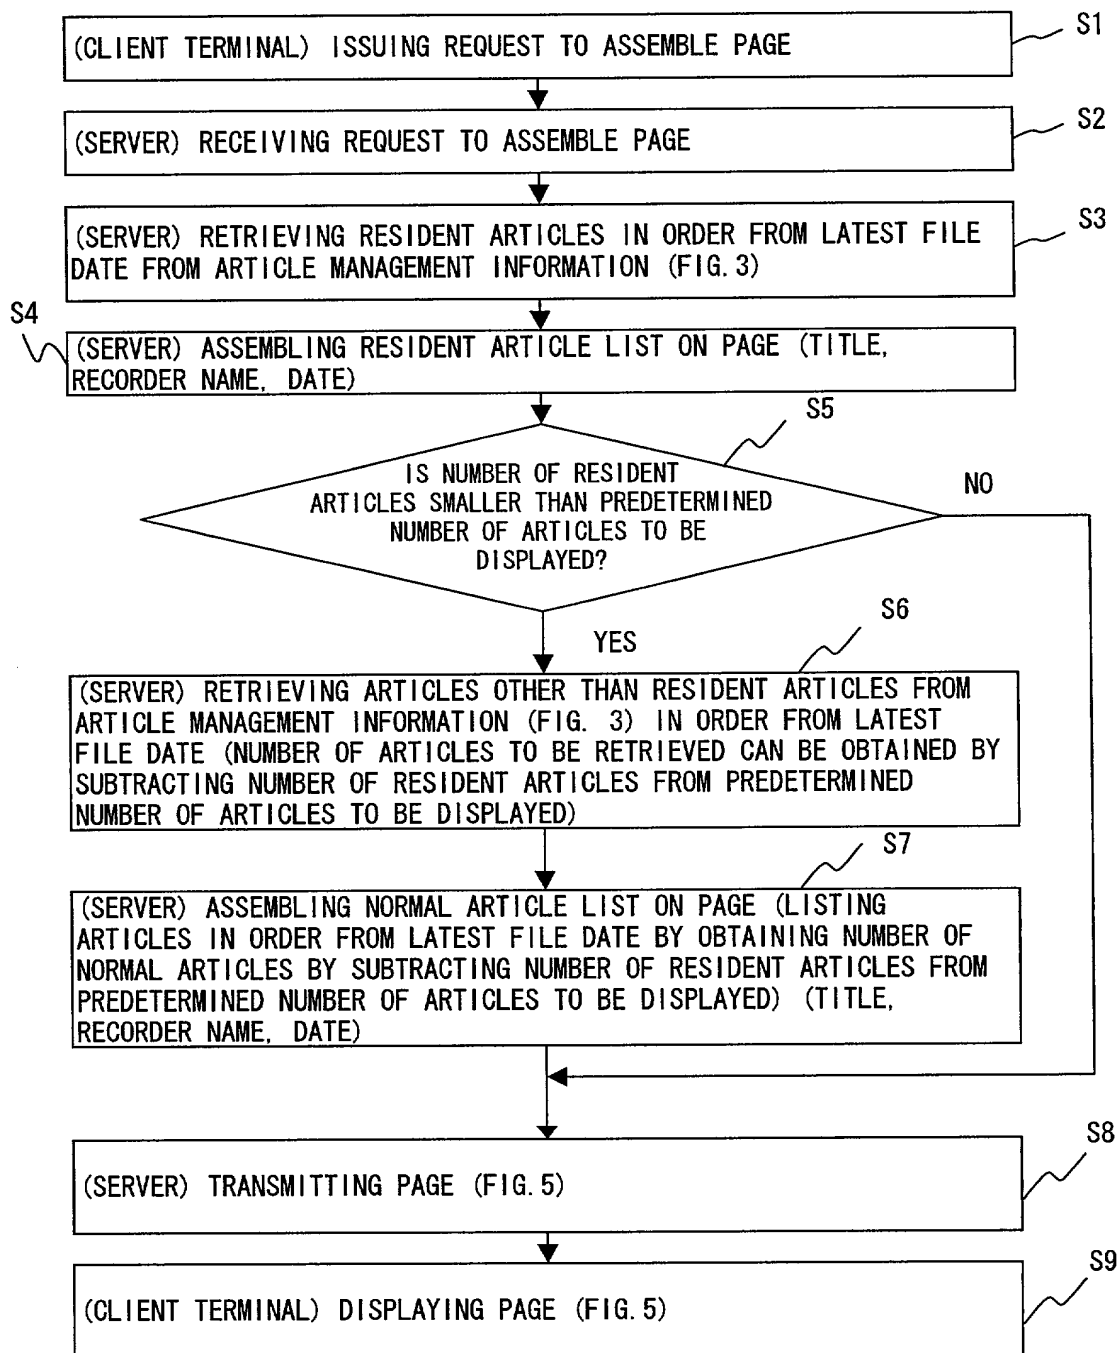 (CLIENT TERMINAL) ISSUING REQUEST TO ASSEMBLE PAGE
S1
(SERVER) RECEIVING REQUEST TO ASSEMBLE PAGE
S2
(SERVER) RETRIEVING RESIDENT ARTICLES IN ORDER FROM LATEST FILE
DATE FROM ARTICLE MANAGEMENT INFORMATION (FIG. 3)
S3
S4
(SERVER) ASSEMBLING RESIDENT ARTICLE LIST ON PAGE (TITLE,
RECORDER NAME, DATE)
S5
IS NUMBER OF RESIDENT
ARTICLES SMALLER THAN PREDETERMINED
NUMBER OF ARTICLES TO BE
DISPLAYED?
NO
YES
S6
(SERVER) RETRIEVING ARTICLES OTHER THAN RESIDENT ARTICLES FROM
ARTICLE MANAGEMENT INFORMATION (FIG. 3) IN ORDER FROM LATEST
FILE DATE (NUMBER OF ARTICLES TO BE RETRIEVED CAN BE OBTAINED BY
SUBTRACTING NUMBER OF RESIDENT ARTICLES FROM PREDETERMINED
NUMBER OF ARTICLES TO BE DISPLAYED)
S7
(SERVER) ASSEMBLING NORMAL ARTICLE LIST ON PAGE (LISTING
ARTICLES IN ORDER FROM LATEST FILE DATE BY OBTAINING NUMBER OF
NORMAL ARTICLES BY SUBTRACTING NUMBER OF RESIDENT ARTICLES FROM
PREDETERMINED NUMBER OF ARTICLES TO BE DISPLAYED) (TITLE,
RECORDER NAME, DATE)
(SERVER) TRANSMITTING PAGE (FIG. 5)
S8
(CLIENT TERMINAL) DISPLAYING PAGE (FIG. 5)
S9